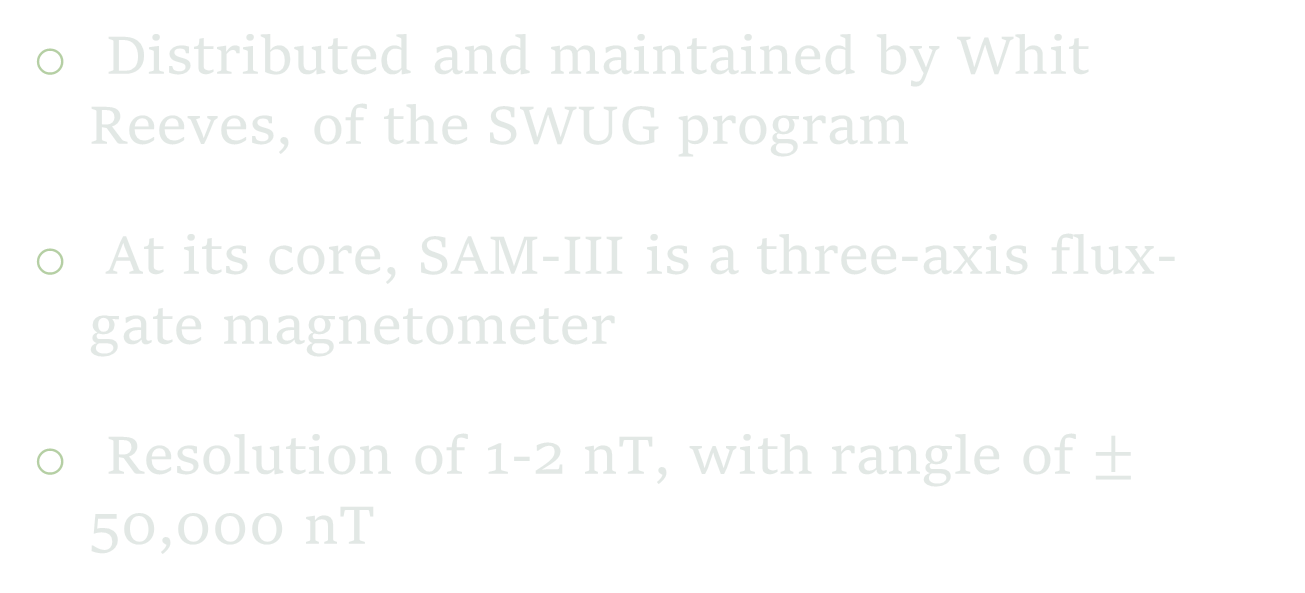 ○ Distributed and maintained by Whit
Reeves, of the SWUG program
○ At its core, SAM-III is a three-axis flux-
gate magnetometer
○ Resolution of 1-2 nT, with rangle of ±
50,000 nT